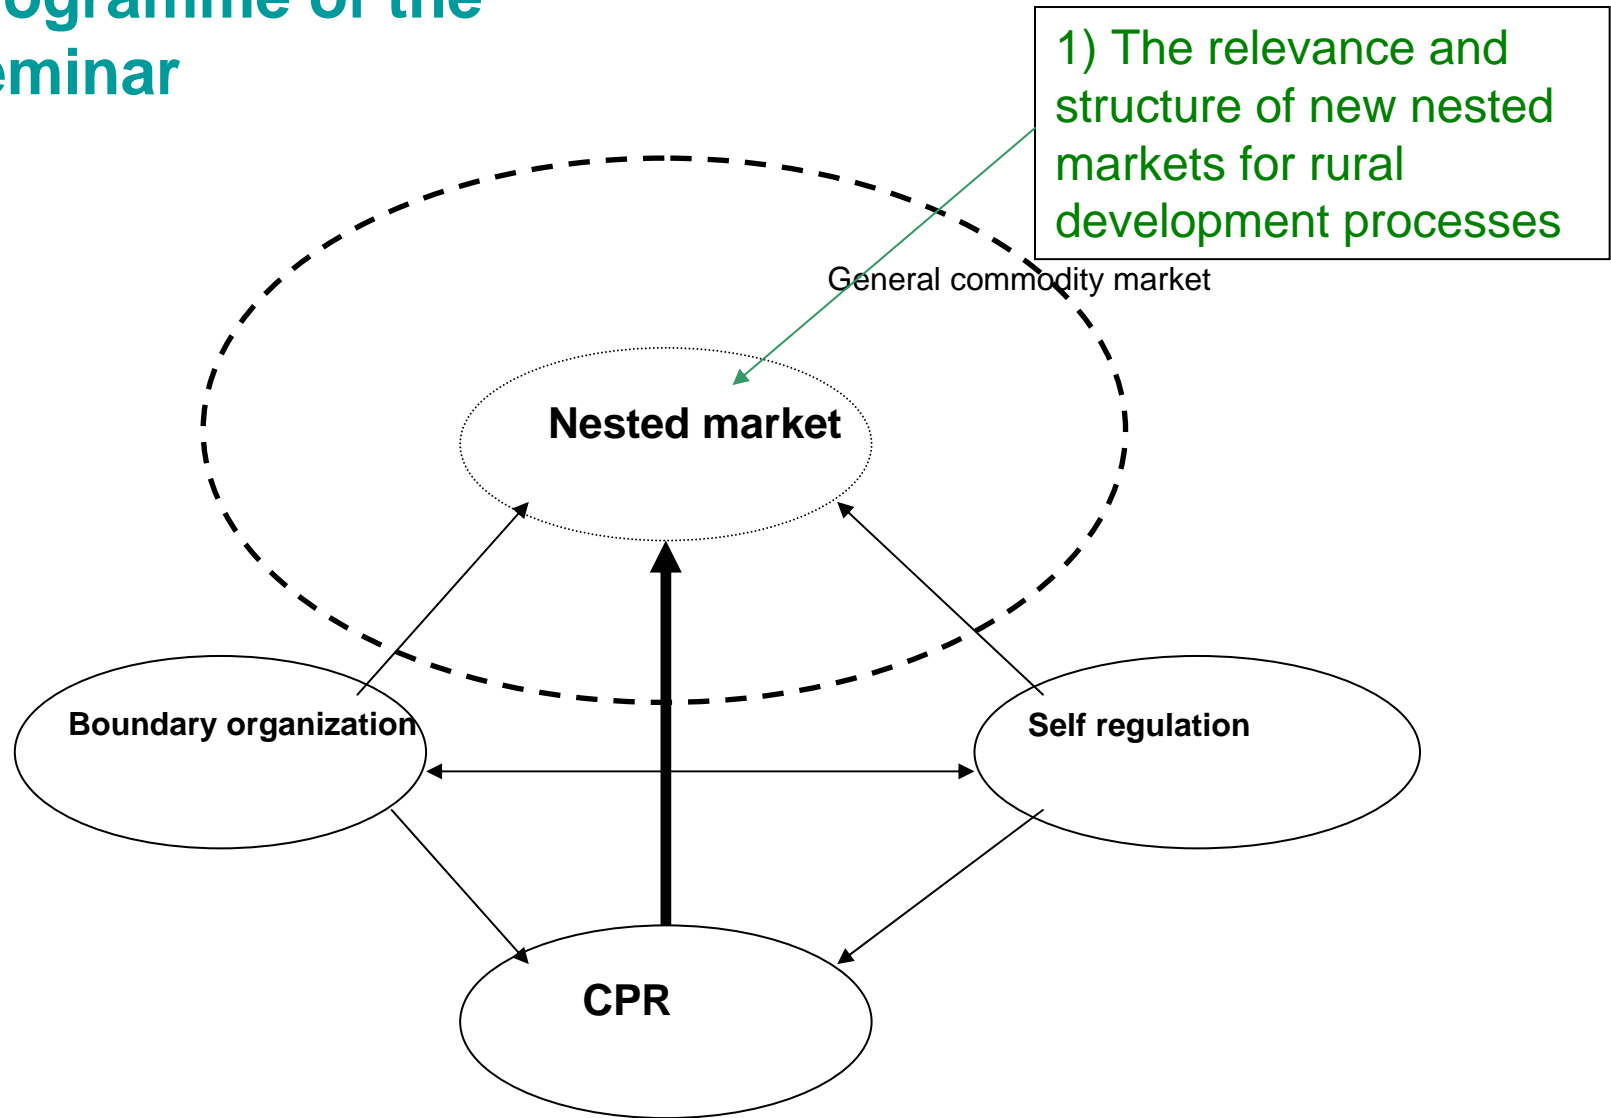 ogramme of the
eminar
1) The relevance and
structure of new nested
markets for rural
development processes
General commodity market
Nested market
Boundary organization
Self regulation
CPR